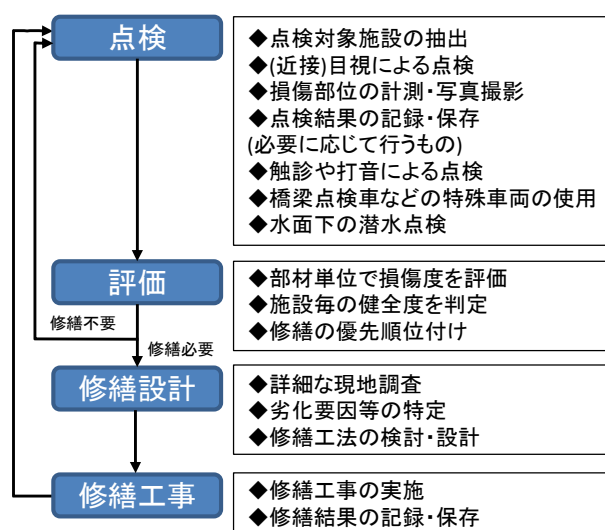 点検
◆点検対象施設の抽出
◆(近接)目視による点検
◆損傷部位の計測・写真撮影
◆点検結果の記録・保存
(必要に応じて行うもの)
◆触診や打音による点検
◆橋梁点検車などの特殊車両の使用
◆水面下の潜水点検
評価
◆部材単位で損傷度を評価
◆施設毎の健全度を判定
◆修繕の優先順位付け
修繕不要
修繕必要
修繕設計
◆詳細な現地調査
◆劣化要因等の特定
◆修繕工法の検討・設計
修繕工事
◆修繕工事の実施
◆修繕結果の記録・保存